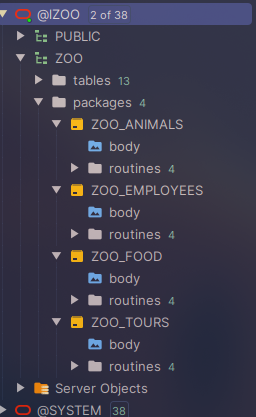 @IZOO 2 of 38
PUBLIC
ZOO
tables 13
packages 4
ZOO_ANIMALS
body
routines 4
ZOO_EMPLOYEES
body
routines 4
ZOO_FOOD
body
routines 4
ZOO_TOURS
body
routines 4
Server Objects
@SYSTEM 38